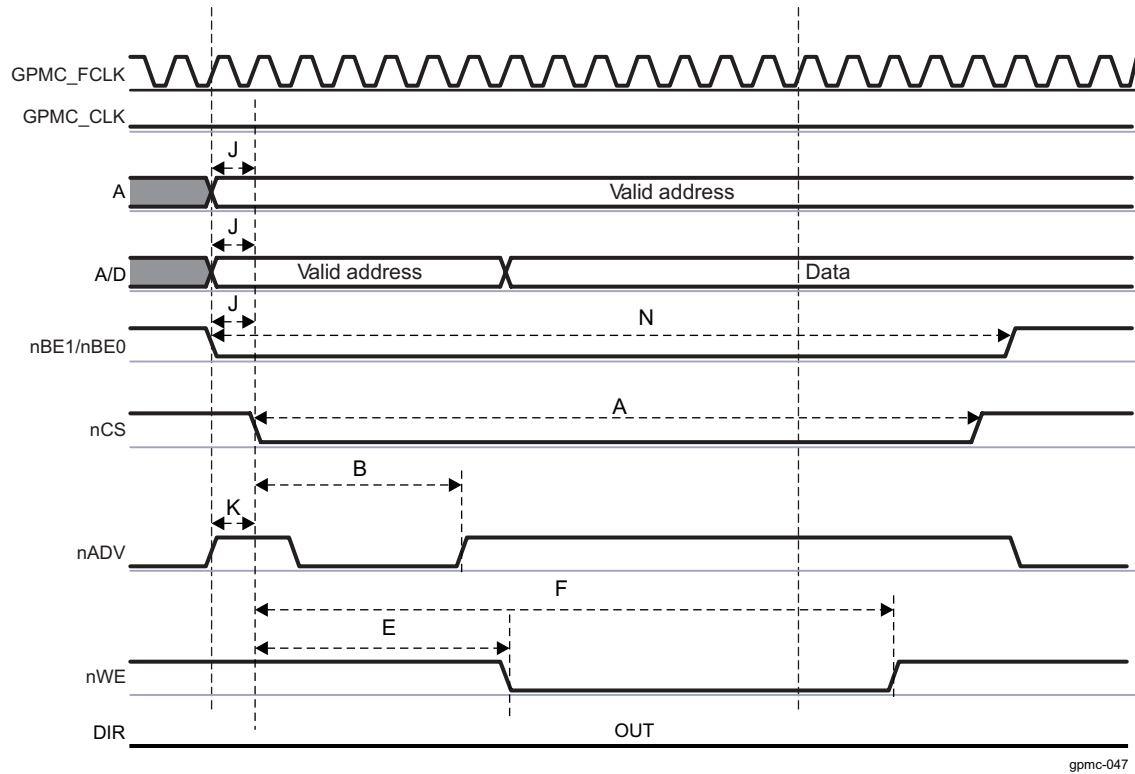 GPMC_FCLK
GPMC_CLK
J
A
Valid address
J
A/D
Valid address
Data
J
N
nBE1/nBE0
A
nCS
B
K
nADV
F
E
nWE
DIR
OUT
gpmc-047